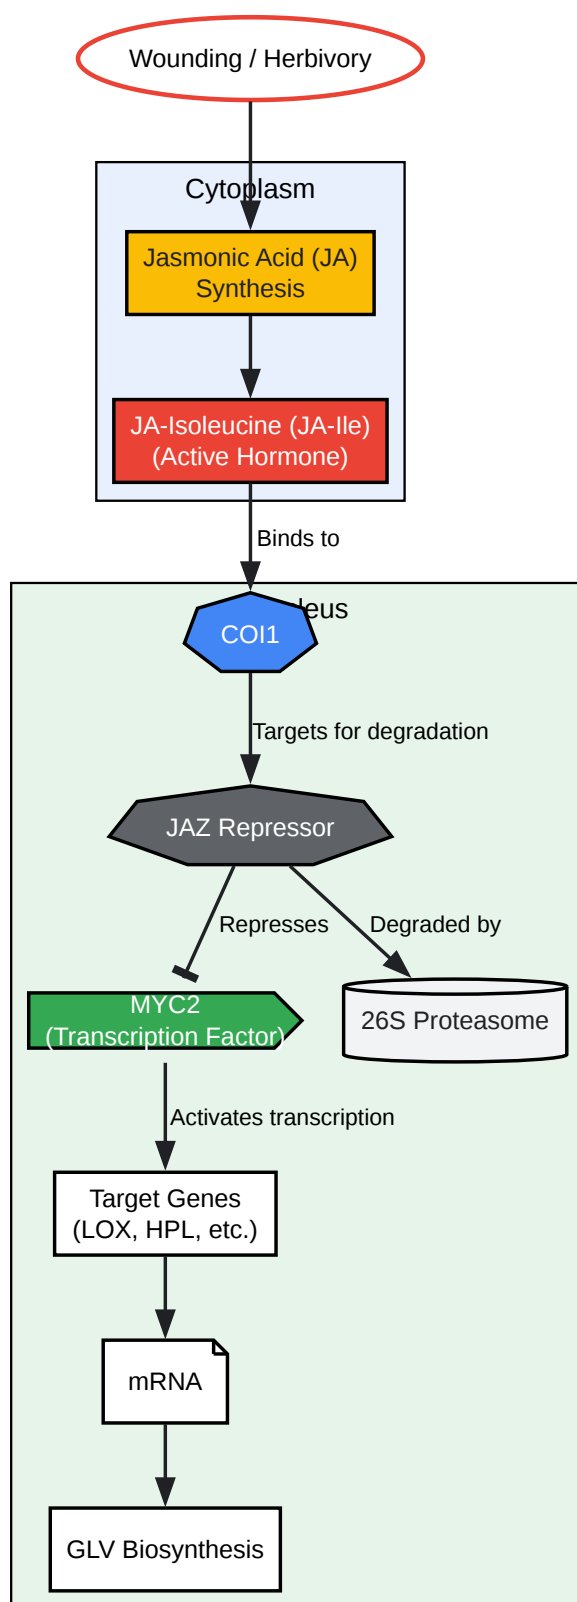 Wounding / Herbivory
Cytoplasm
Jasmonic Acid (JA)
Synthesis
JA-Isoleucine (JA-Ile)
(Active Hormone)
Binds to
leus
COI1
Targets for degradation
JAZ Repressor
Represses
Degraded by
MYC2
(Transcription Factor)
26S Proteasome
Activates transcription
Target Genes
(LOX, HPL, etc.)
mRNA
GLV Biosynthesis